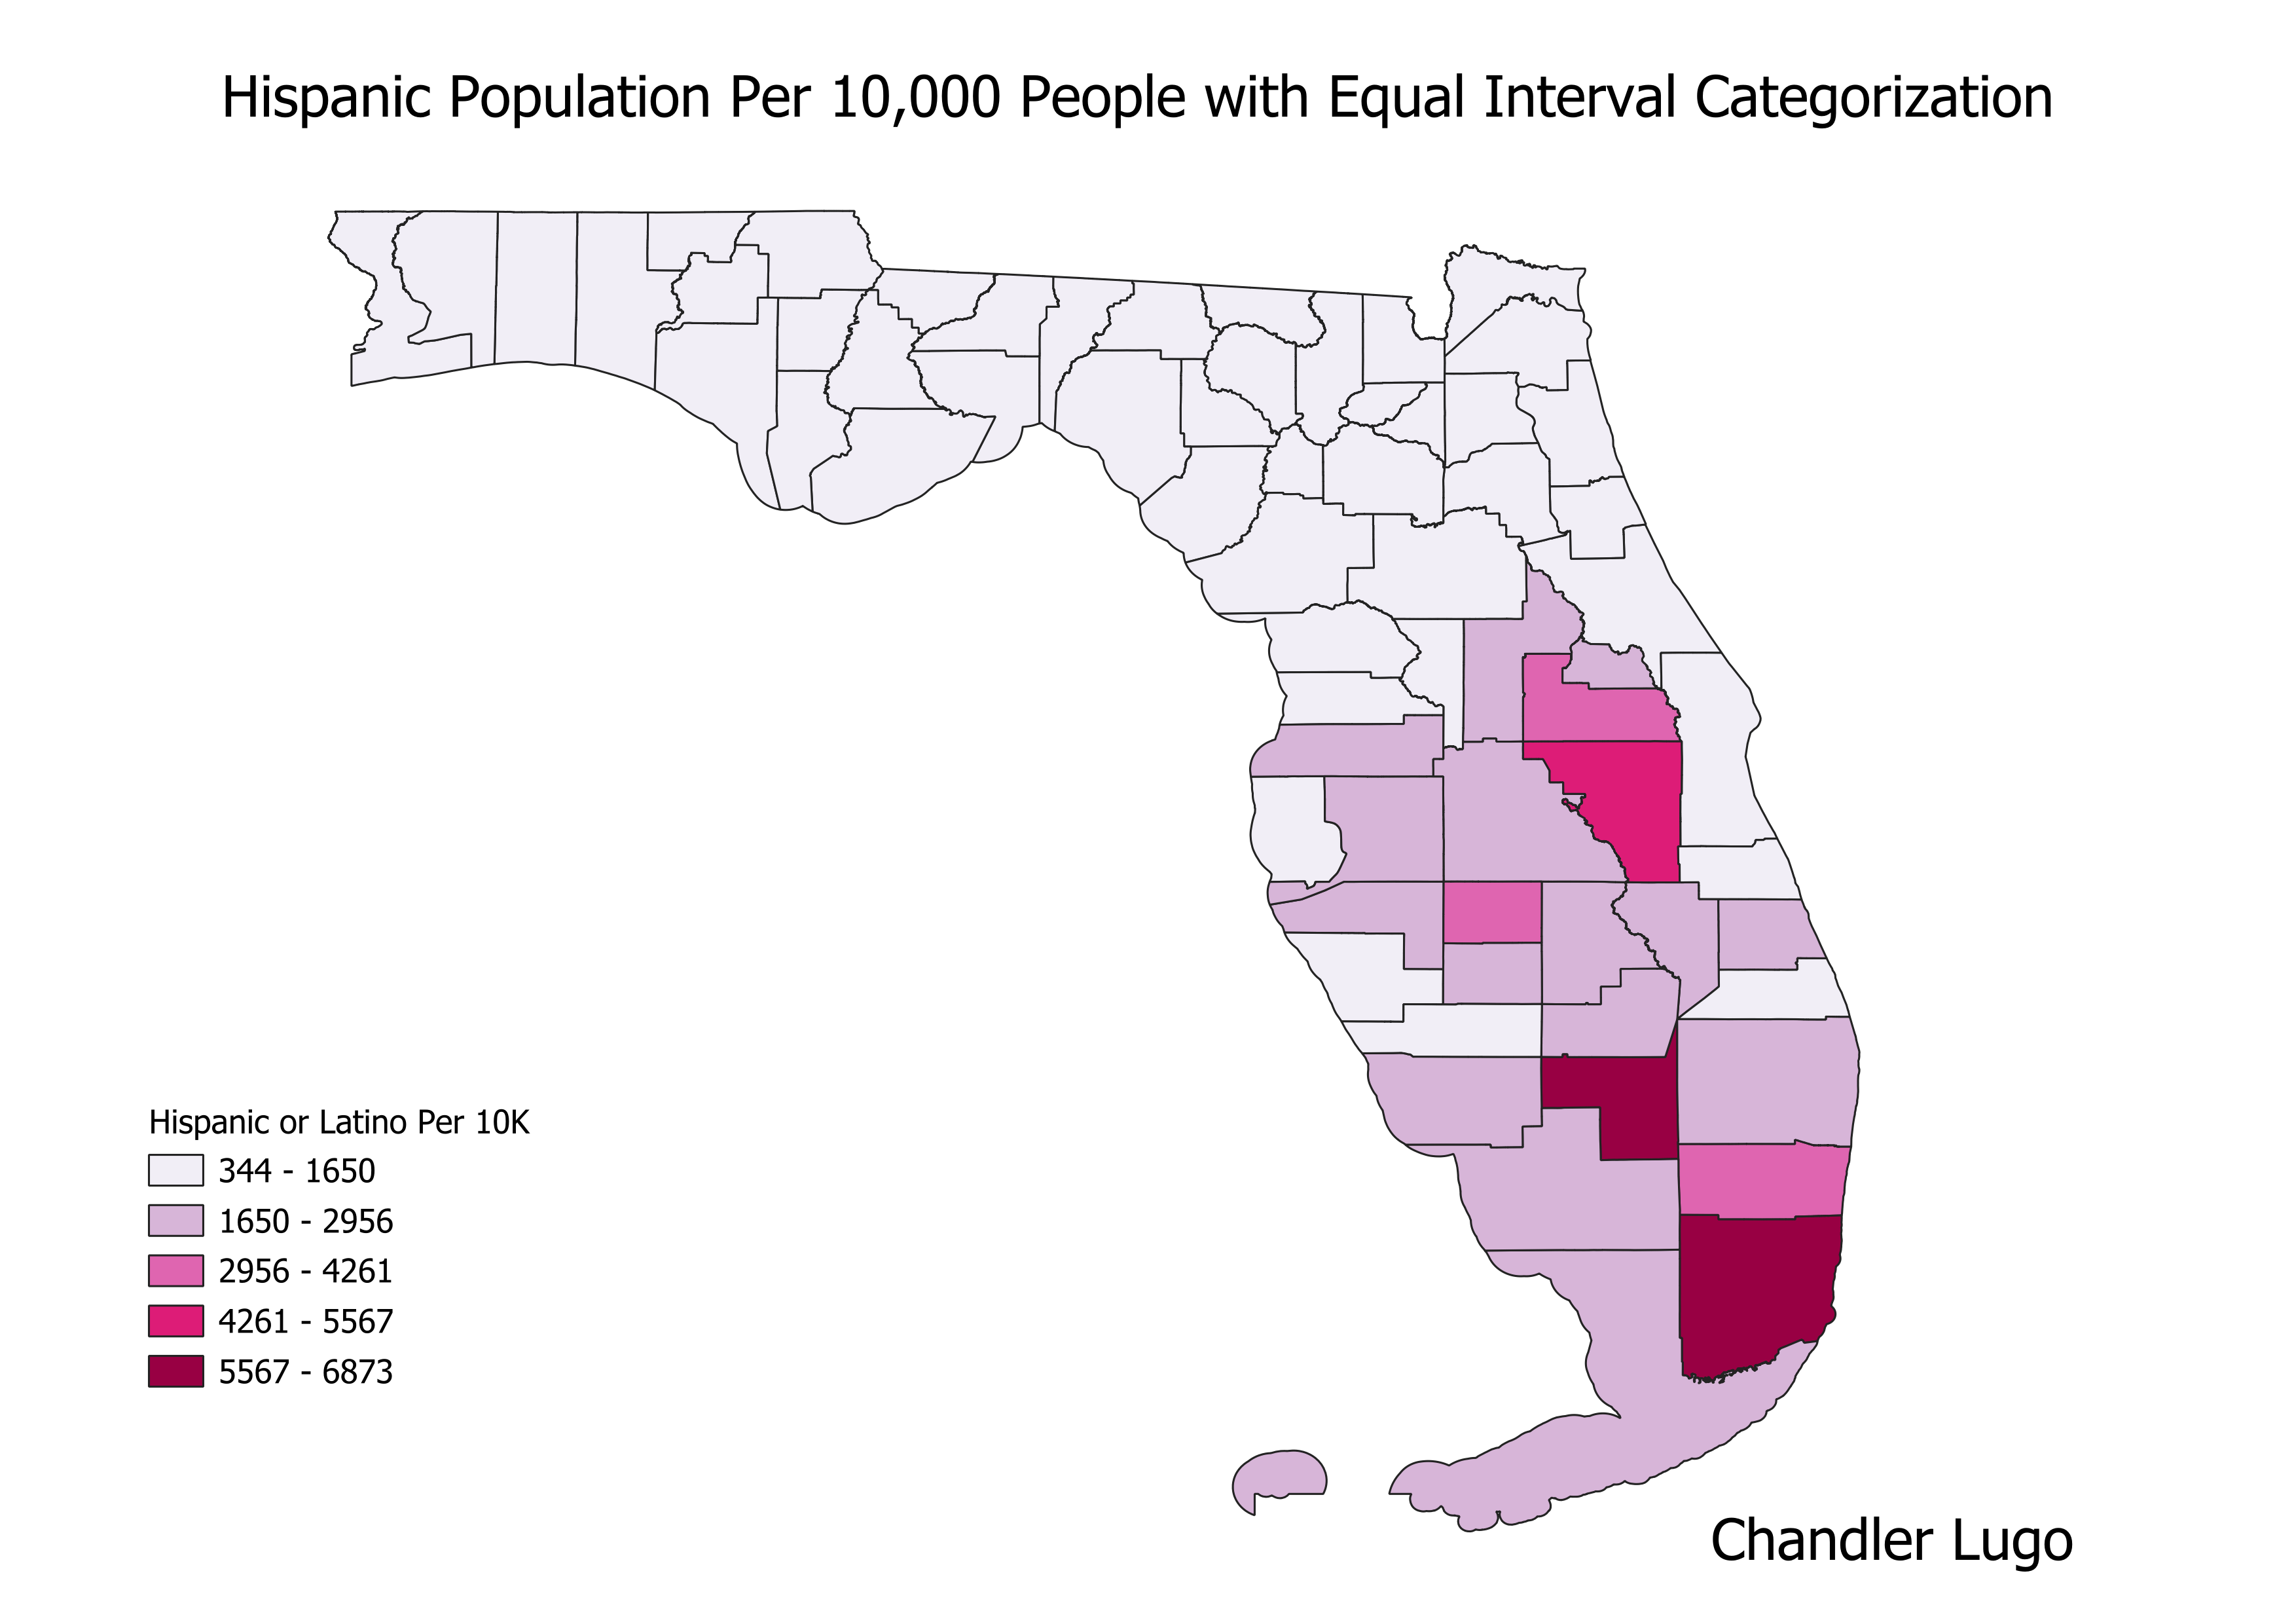 Hispanic Population Per 10,000 People with Equal Interval Categorization
Hispanic or Latino Per 10K
344 - 1650
1650 - 2956
2956 - 4261
4261 - 5567
5567 - 6873
Chandler Lugo